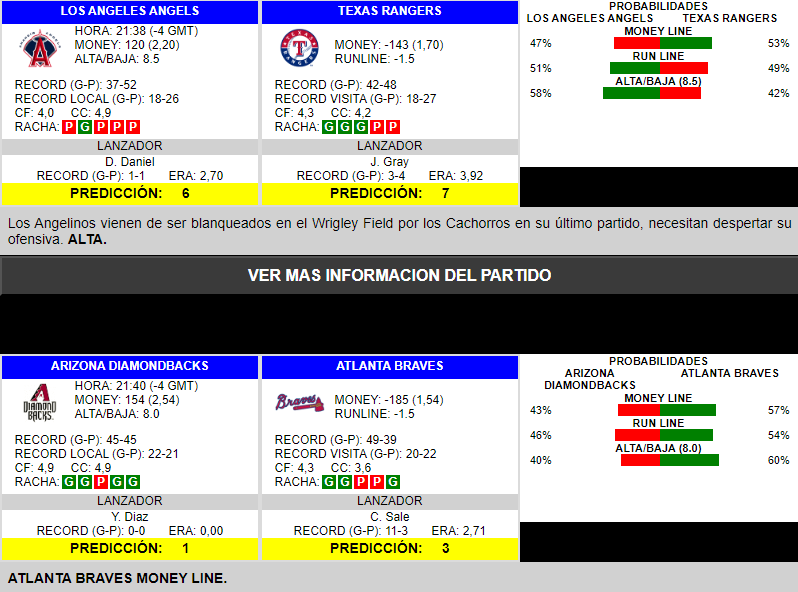 LOS ANGELES ANGELS
HORA: 21:38 (-4 GMT)
MONEY: 120 (2,20)
ALTA/BAJA: 8.5
RECORD (G-P): 37-52
RECORD LOCAL (G-P): 18-26
CF: 4,0 CC: 4,9
RACHA: P G P P P
LANZADOR
D. Daniel
RECORD (G-P): 1-1 ERA: 2,70
PREDICCIÓN: 6
TEXAS RANGERS
TEXAS RANGERS
MONEY: -143 (1,70)
RUNLINE: -1.5
RECORD (G-P): 42-48
RECORD VISITA (G-P): 18-27
CF: 4,3 CC: 4,2
RACHA: G G G P P
LANZADOR
J. Gray
RECORD (G-P): 3-4 ERA: 3,92
PREDICCIÓN: 7
PROBABILIDADES
LOS ANGELES ANGELS TEXAS RANGERS
MONEY LINE
47% 53%
RUN LINE
51% 49%
ALTA/BAJA (8.5)
58% 42%
Los Angelinos vienen de ser blanqueados en el Wrigley Field por los Cachorros en su último partido, necesitan despertar su
ofensiva. ALTA.
VER MAS INFORMACION DEL PARTIDO
ARIZONA DIAMONDBACKS
A
DIAMOND
BACKS
HORA: 21:40 (-4 GMT)
MONEY: 154 (2,54)
ALTA/BAJA: 8.0
RECORD (G-P): 45-45
RECORD LOCAL (G-P): 22-21
CF: 4,9 CC: 4,9
RACHA: G G P G G
LANZADOR
Y. Diaz
RECORD (G-P): 0-0 ERA: 0,00
PREDICCIÓN: 1
ATLANTA BRAVES
Braves
MONEY: -185 (1,54)
RUNLINE: -1.5
RECORD (G-P): 49-39
RECORD VISITA (G-P): 20-22
CF: 4,3 CC: 3,6
RACHA: G G P P G
LANZADOR
C. Sale
RECORD (G-P): 11-3 ERA: 2,71
PREDICCIÓN: 3
PROBABILIDADES
ARIZONA DIAMONDBACKS ATLANTA BRAVES
MONEY LINE
43% 57%
RUN LINE
46% 54%
ALTA/BAJA (8.0)
40% 60%
ATLANTA BRAVES MONEY LINE.